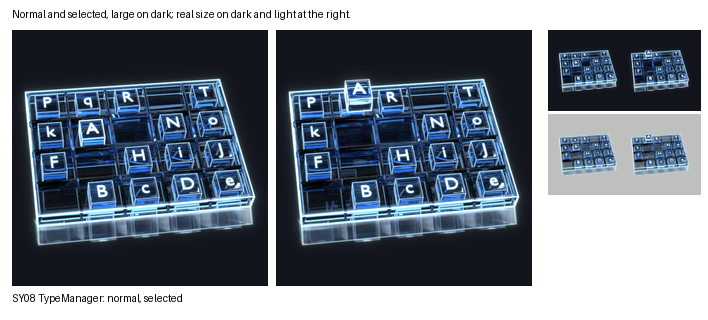 Normal and selected, large on dark; real size on dark and light at the right.
P q R T
k A N o
F H i J
B c D e
A
P R T
k N o
F H i J
B c D e
SY08 TypeManager: normal, selected